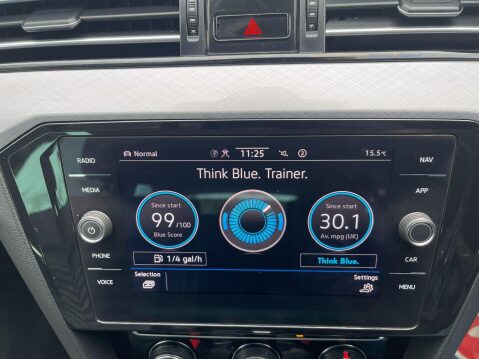 RADIO
MEDIA
PHONE
VOICE
Normal 11:25 2 15.5°C
Think Blue. Trainer.
Since start
99/100
Blue Score
Since start
30.1
Av. mpg (UK)
1/4 gal/h
Think Blue.
Selection
Settings
NAV
APP
CAR
MENU